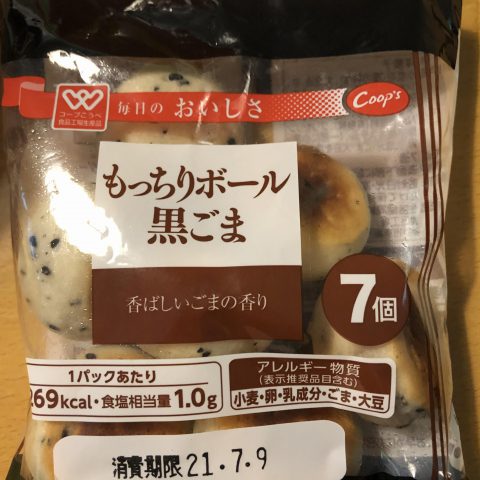 コープこうべ
食品工場生産品
毎日の おいしさ
Coop's
もっちりボール
黒ごま
香ばしいごまの香り
7個
1パックあたり
269kcal・食塩相当量1.0g
アレルギー物質
(表示推奨品目含む)
小麦・卵・乳成分・ごま・大豆
消費期限21.7.9